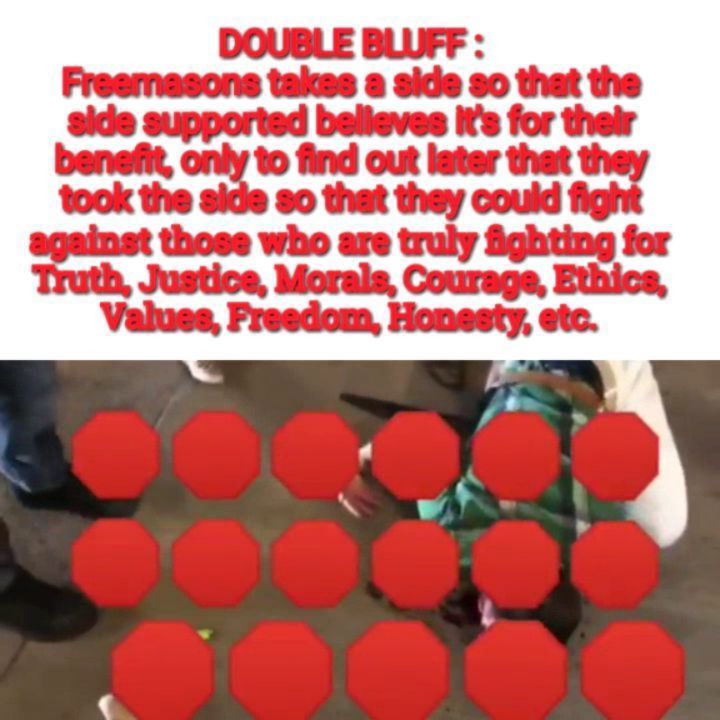 DOUBLE BLUFF :
Freemasons takes a side so that the
side supported believes it's for their
benefit, only to find out later that they
took the side so that they could fight
against those who are truly fighting for
Truth, Justice, Morals, Courage, Ethics,
Values, Freedom, Honesty, etc.